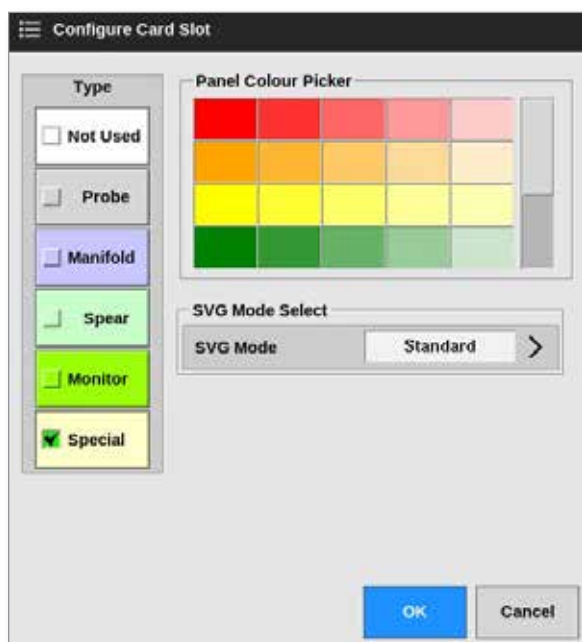 Configure Card Slot
Type
Not Used
Probe
Manifold
Spear
Monitor
Special
Panel Colour Picker
SVG Mode Select
SVG Mode
Standard
OK
Cancel